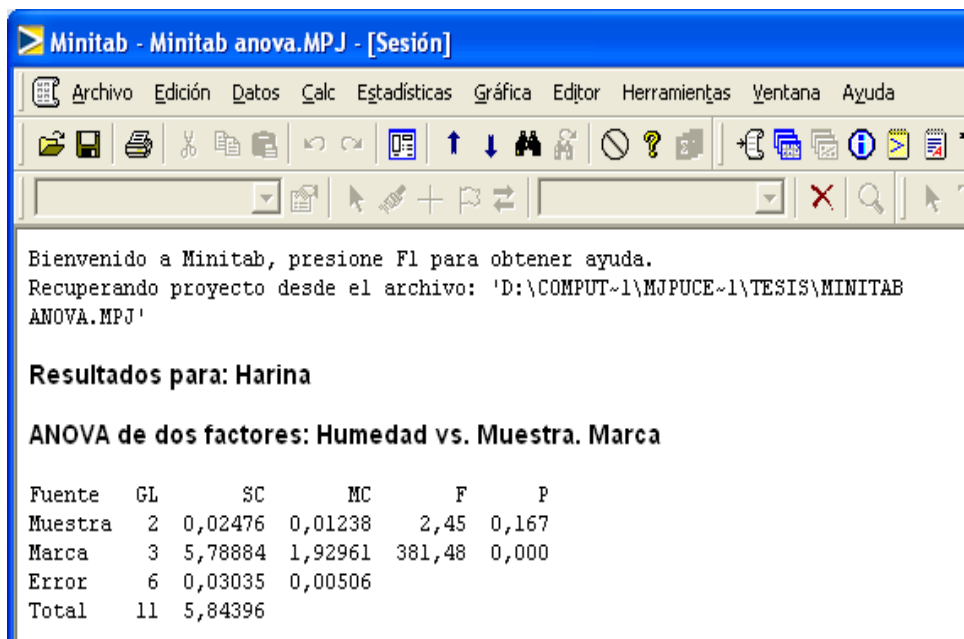 Minitab - Minitab anova.MPJ - [Sesión]
Archivo Edición Datos Calc Estadísticas Gráfica Editor Herramientas Ventana Ayuda
Bienvenido a Minitab, presione F1 para obtener ayuda.
Recuperando proyecto desde el archivo: 'D:\COMPUT~1\MJPUCE~1\TESIS\MINITAB
ANOVA.MPJ'
Resultados para: Harina
ANOVA de dos factores: Humedad vs. Muestra. Marca
Fuente GL SC MC F P
Muestra 2 0,02476 0,01238 2,45 0,167
Marca 3 5,78884 1,92961 381,48 0,000
Error 6 0,03035 0,00506
Total 11 5,84396